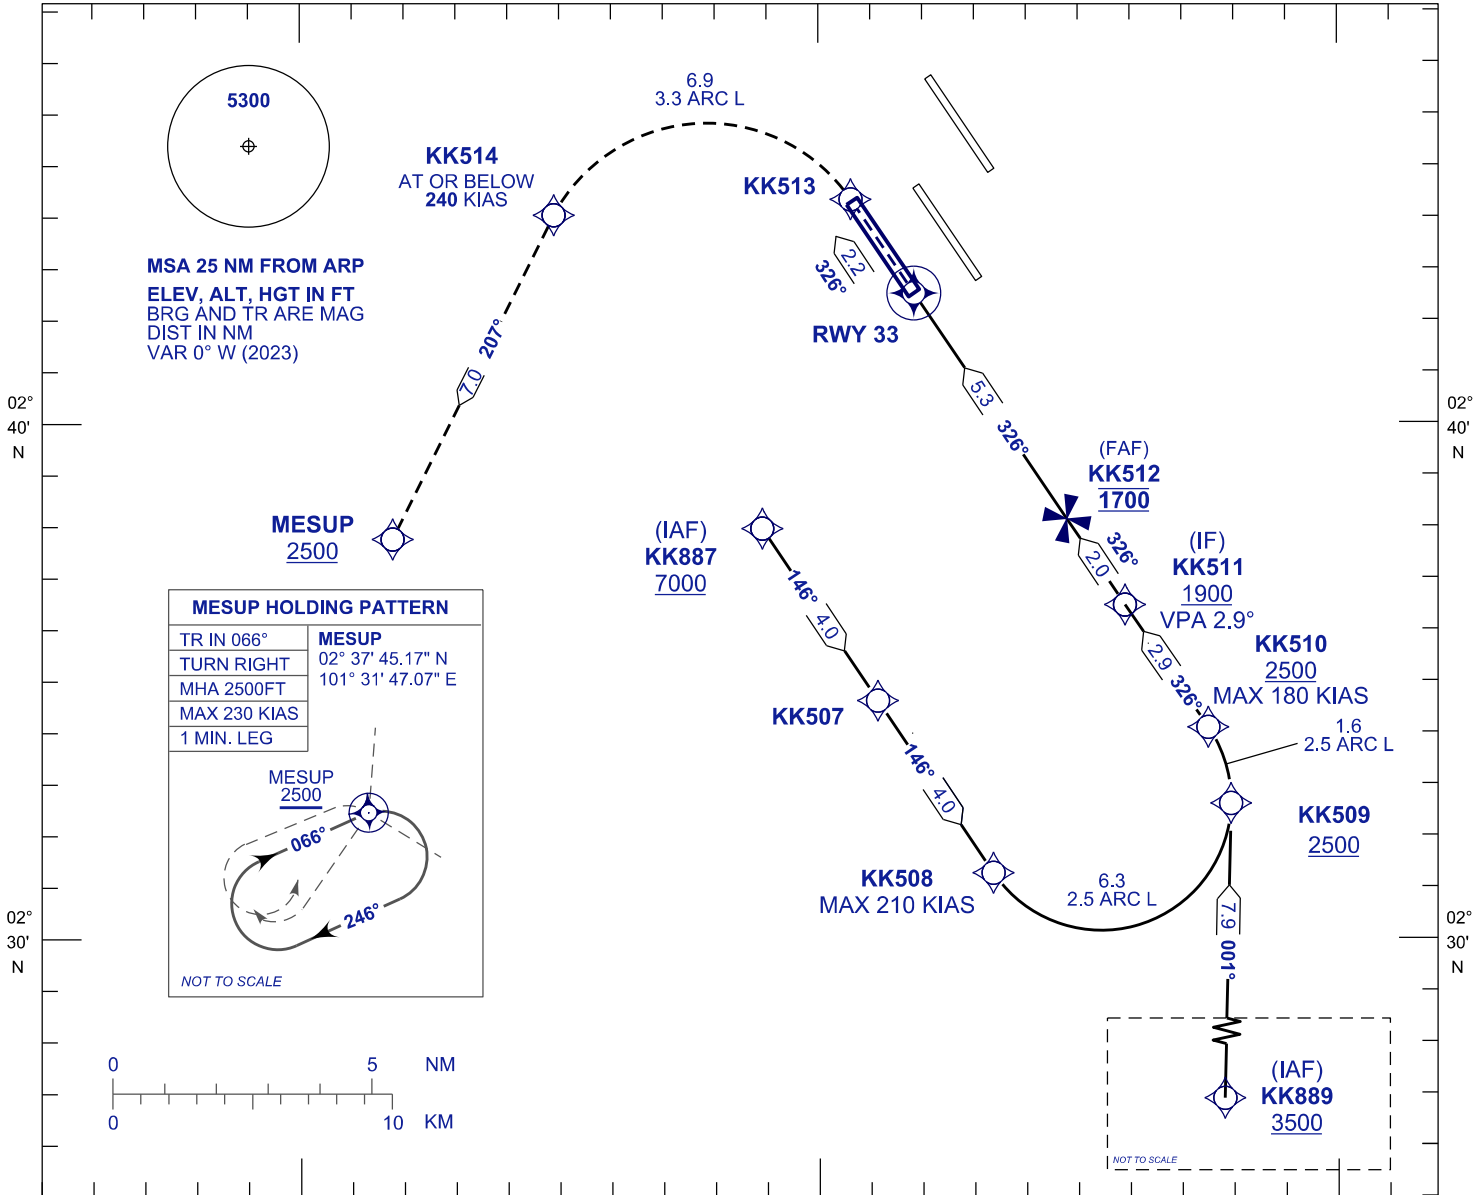 5300
MSA 25 NM FROM ARP
ELEV, ALT, HGT IN FT
BRG AND TR ARE MAG
DIST IN NM
VAR 0° W (2023)
6.9
3.3 ARC L
KK514
AT OR BELOW
240 KIAS
KK513
2.2
326°
RWY 33
7.0 207°
5.3
326°
02°
40'
N
02°
40'
N
(FAF)
KK512
1700
MESUP
2500
(IAF)
KK887
7000
326°
2.0
(IF)
KK511
1900
VPA 2.9°
146° 4.0
2.9 326°
KK510
2500
MAX 180 KIAS
1.6
2.5 ARC L
KK507
146° 4.0
KK509
2500
KK508
MAX 210 KIAS
6.3
2.5 ARC L
7.9 001°
MESUP HOLDING PATTERN
TR IN 066°
TURN RIGHT
MHA 2500FT
MAX 230 KIAS
1 MIN. LEG
MESUP
02° 37' 45.17" N
101° 31' 47.07" E
MESUP
2500
066°
246°
NOT TO SCALE
02°
30'
N
02°
30'
N
(IAF)
KK889
3500
NOT TO SCALE
0 5 NM
0 10 KM